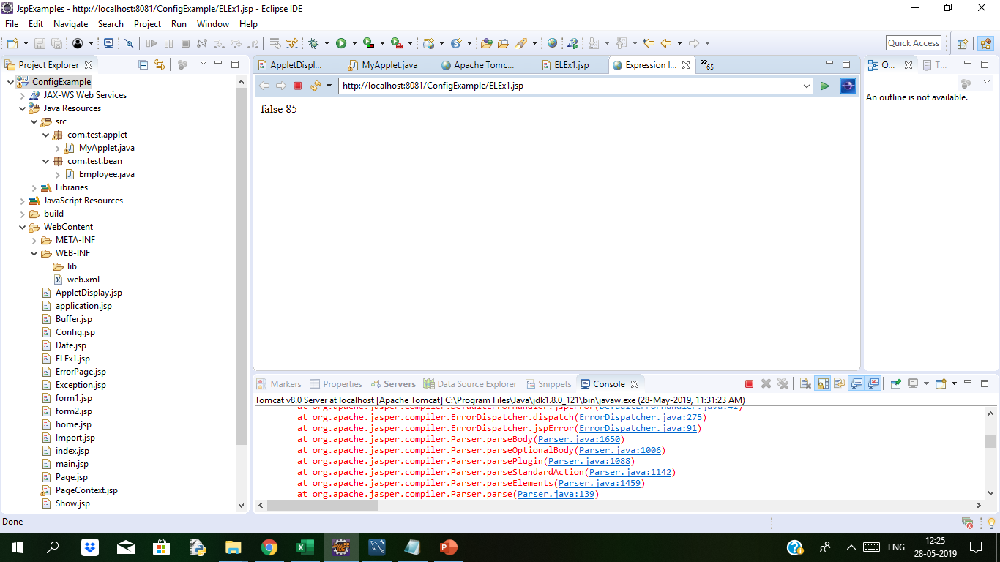 JspExamples - http://localhost:8081/ConfigExample/ELEx1.jsp - Eclipse IDE
File Edit Navigate Search Project Run Window Help
Quick Access
Project Explorer
ConfigExample
JAX-WS Web Services
Java Resources
src
com.test.applet
MyApplet.java
com.test.bean
Employee.java
Libraries
JavaScript Resources
build
WebContent
META-INF
WEB-INF
lib
web.xml
AppletDisplay.jsp
application.jsp
Buffer.jsp
Config.jsp
Date.jsp
ELEx1.jsp
ErrorPage.jsp
Exception.jsp
form1.jsp
form2.jsp
home.jsp
Import.jsp
index.jsp
main.jsp
Page.jsp
PageContext.jsp
Show.jsp
AppletDispl... MyApplet.java Apache Tomc... ELEx1.jsp Expression I... »65
http://localhost:8081/ConfigExample/ELEx1.jsp
false 85
O... T...
An outline is not available.
Markers Properties Servers Data Source Explorer Snippets Console
Tomcat v8.0 Server at localhost [Apache Tomcat] C:\Program Files\Java\jdk1.8.0_121\bin\javaw.exe (28-May-2019, 11:31:23 AM)
at org.apache.jasper.compiler.DefaultErrorHandler.jspError(DefaultErrorHandler.java:41)
at org.apache.jasper.compiler.ErrorDispatcher.dispatch(ErrorDispatcher.java:275)
at org.apache.jasper.compiler.ErrorDispatcher.jspError(ErrorDispatcher.java:91)
at org.apache.jasper.compiler.Parser.parseBody(Parser.java:1650)
at org.apache.jasper.compiler.Parser.parseOptionalBody(Parser.java:1006)
at org.apache.jasper.compiler.Parser.parsePlugin(Parser.java:1088)
at org.apache.jasper.compiler.Parser.parseStandardAction(Parser.java:1142)
at org.apache.jasper.compiler.Parser.parseElements(Parser.java:1459)
at org.apache.jasper.compiler.Parser.parse(Parser.java:139)
Done
ENG
12:25
28-05-2019